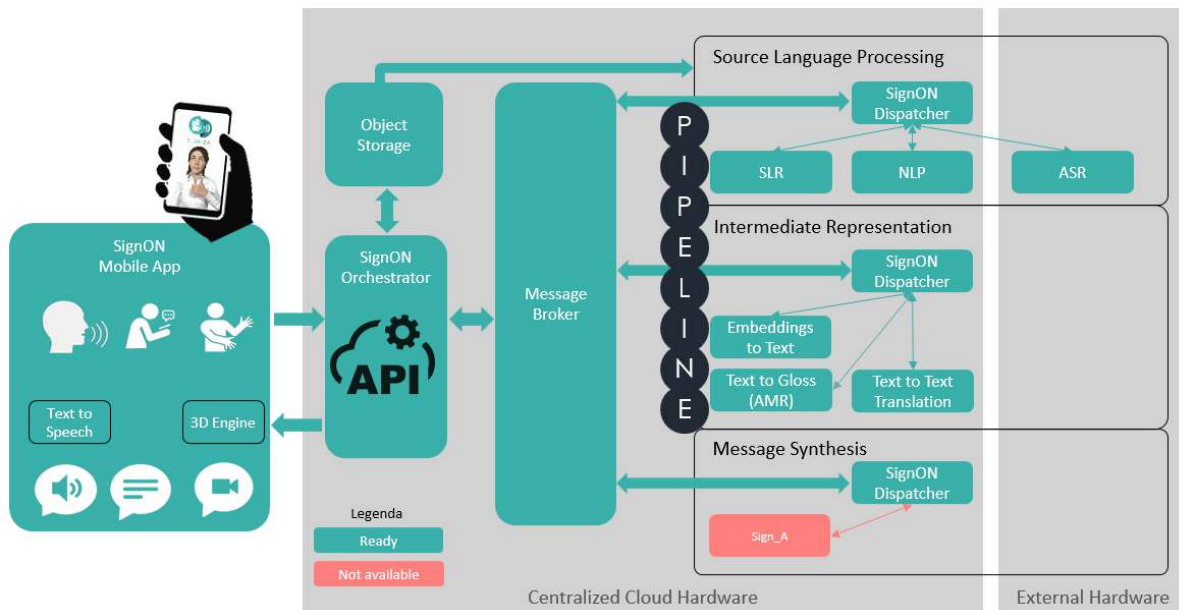 SignON
Mobile App
Text to
Speech
3D Engine
Object
Storage
SignON
Orchestrator
API
Legenda
Ready
Not available
Message
Broker
PIPELINE
Source Language Processing
SignON
Dispatcher
SLR
NLP
ASR
Intermediate Representation
SignON
Dispatcher
Embeddings
to Text
Text to Gloss
(AMR)
Text to Text
Translation
Message Synthesis
SignON
Dispatcher
Sign_A
Centralized Cloud Hardware
External Hardware